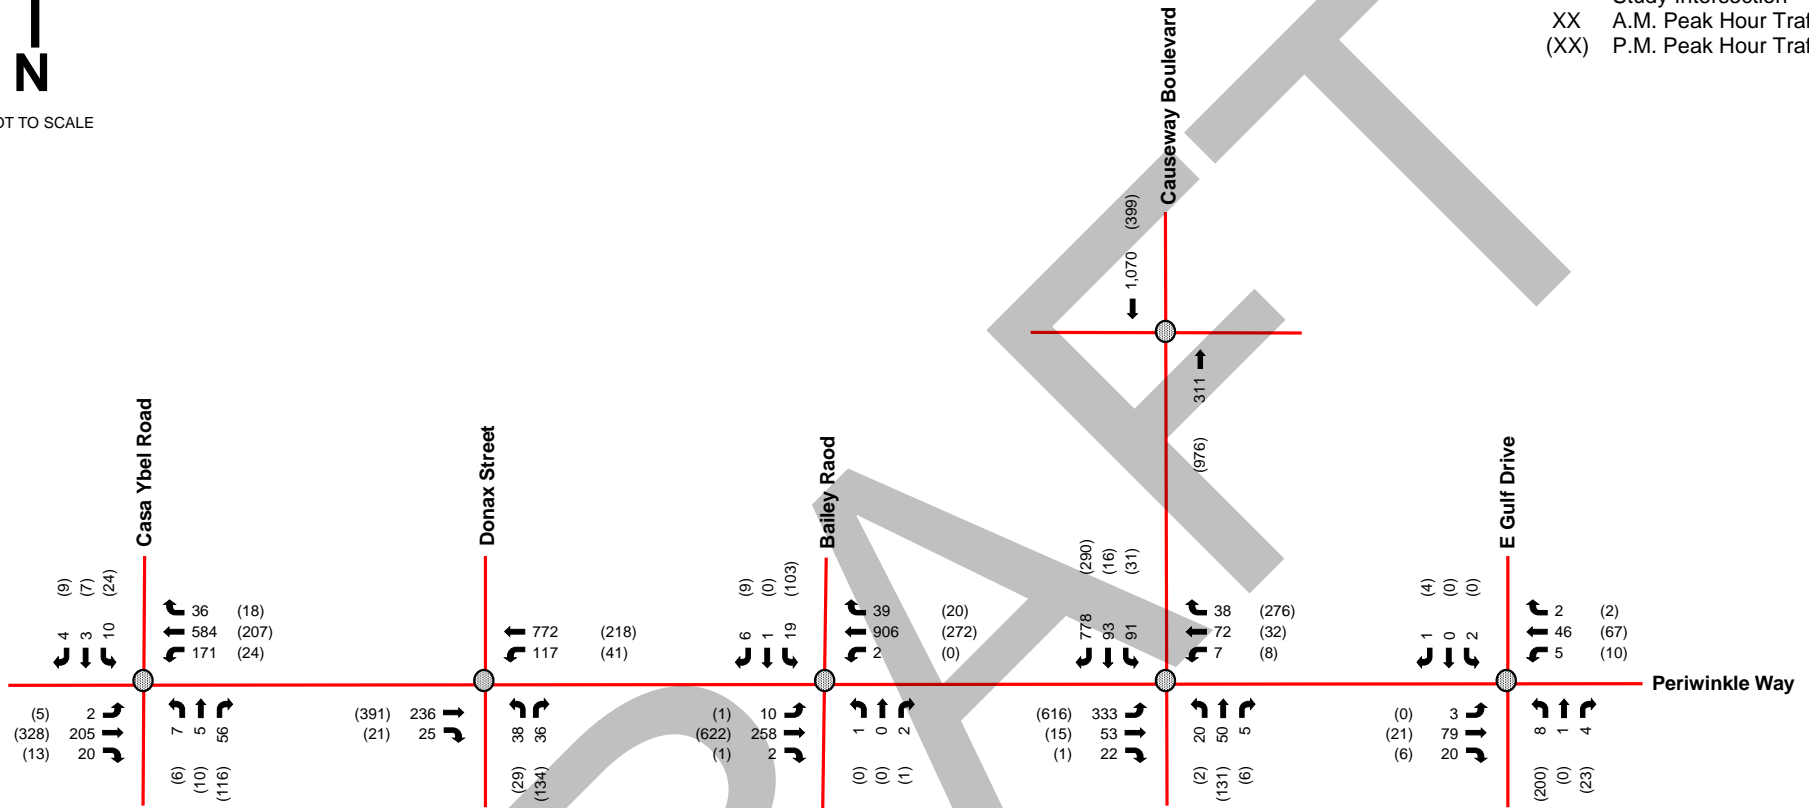 Study Intersection
XX A.M. Peak Hour Traf
(XX) P.M. Peak Hour Traf
N
OT TO SCALE
Causeway Boulevard
1,070 (399)
311 (976)
Casa Ybel Road
(9) (7) (24)
4 3 10
36 (18)
584 (207)
171 (24)
(5) 2
(328) 205
(13) 20
7 5 56
(6) (10) (116)
Donax Street
772 (218)
117 (41)
(391) 236
(21) 25
38 36
(29) (134)
Bailey Raod
(9) (0) (103)
6 1 19
39 (20)
906 (272)
2 (0)
(1) 10
(622) 258
(1) 2
1 0 2
(0) (0) (1)
(290) (16) (31)
778 93 91
38 (276)
72 (32)
7 (8)
(616) 333
(15) 53
(1) 22
20 50 5
(2) (131) (6)
E Gulf Drive
(4) (0) (0)
1 0 2
2 (2)
46 (67)
5 (10)
(0) 3
(21) 79
(6) 20
8 1 4
(200) (0) (23)
Periwinkle Way
DRAFT